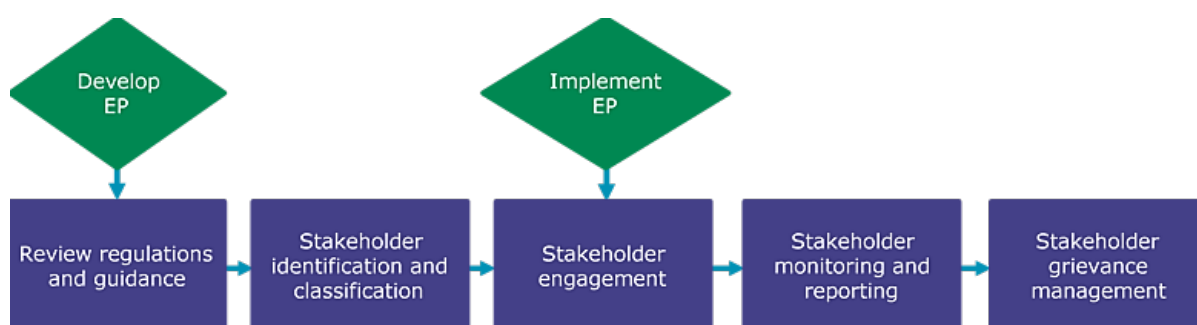 Develop
EP
Implement
EP
Review regulations
and guidance
Stakeholder
identification and
classification
Stakeholder
engagement
Stakeholder
monitoring and
reporting
Stakeholder
grievance
management